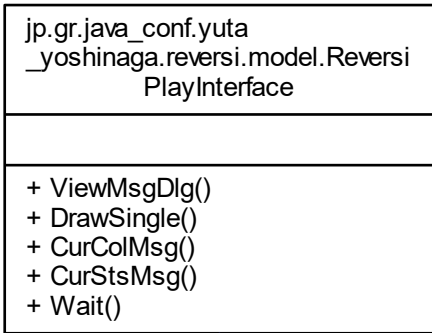 jp.gr.java_conf.yuta
_yoshinaga.reversi.model.Reversi
PlayInterface
+ ViewMsgDlg()
+ DrawSingle()
+ CurColMsg()
+ CurStsMsg()
+ Wait()